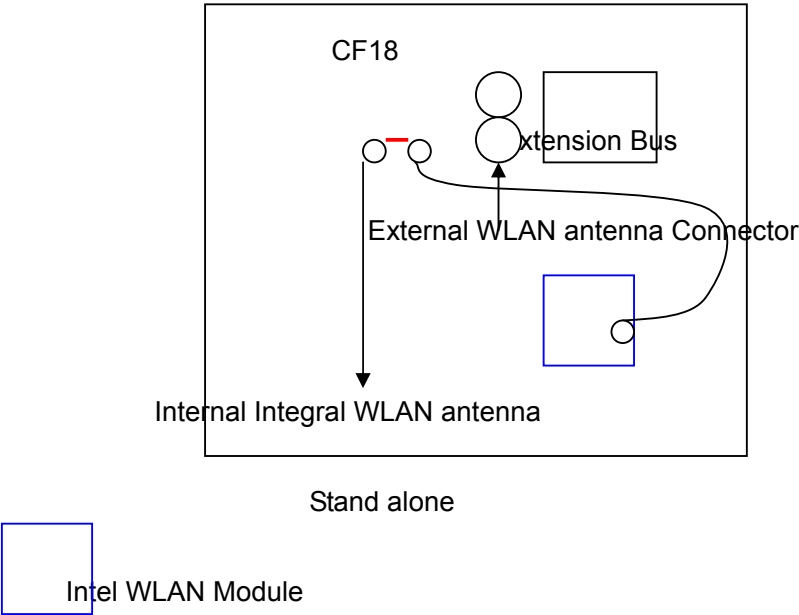 CF18
xtension Bus
External WLAN antenna Connector
Internal Integral WLAN antenna
Stand alone
Intel WLAN Module